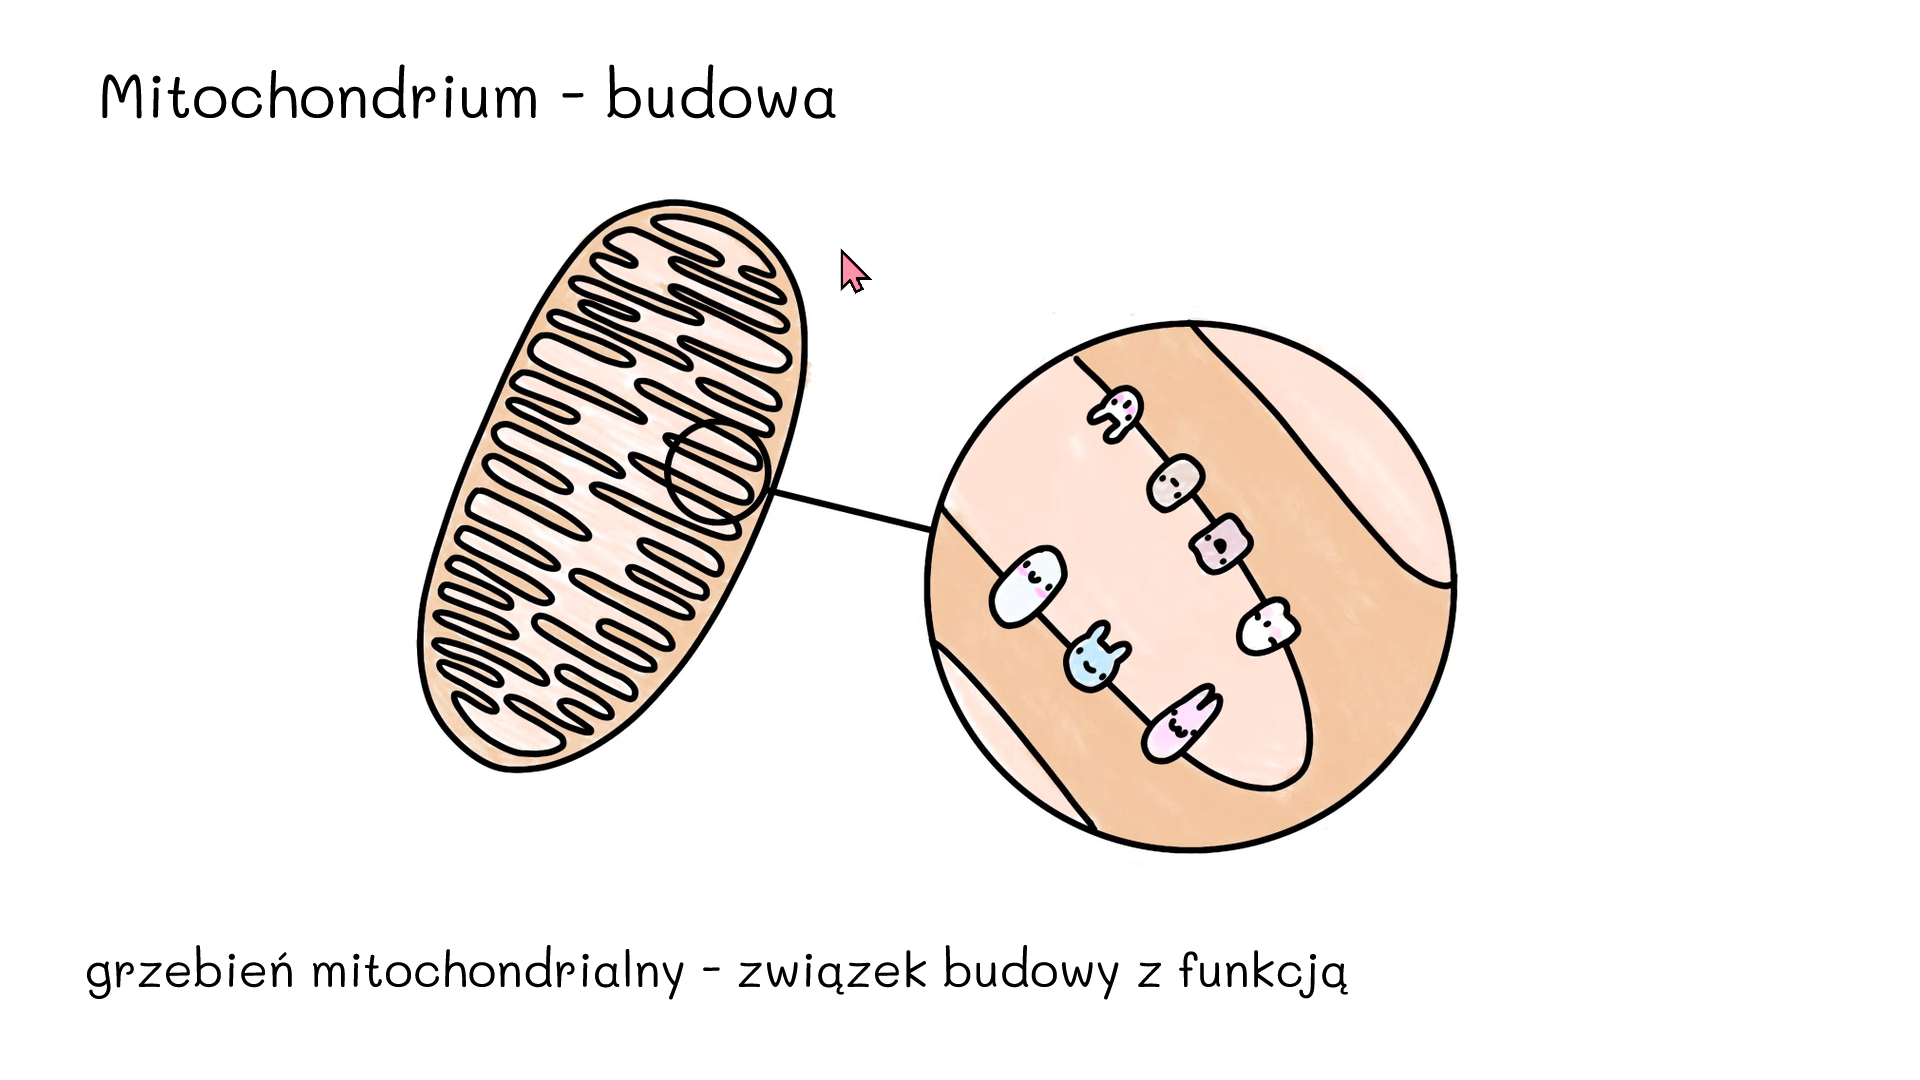 Mitochondrium - budowa
grzebień mitochondrialny - związek budowy z funkcją